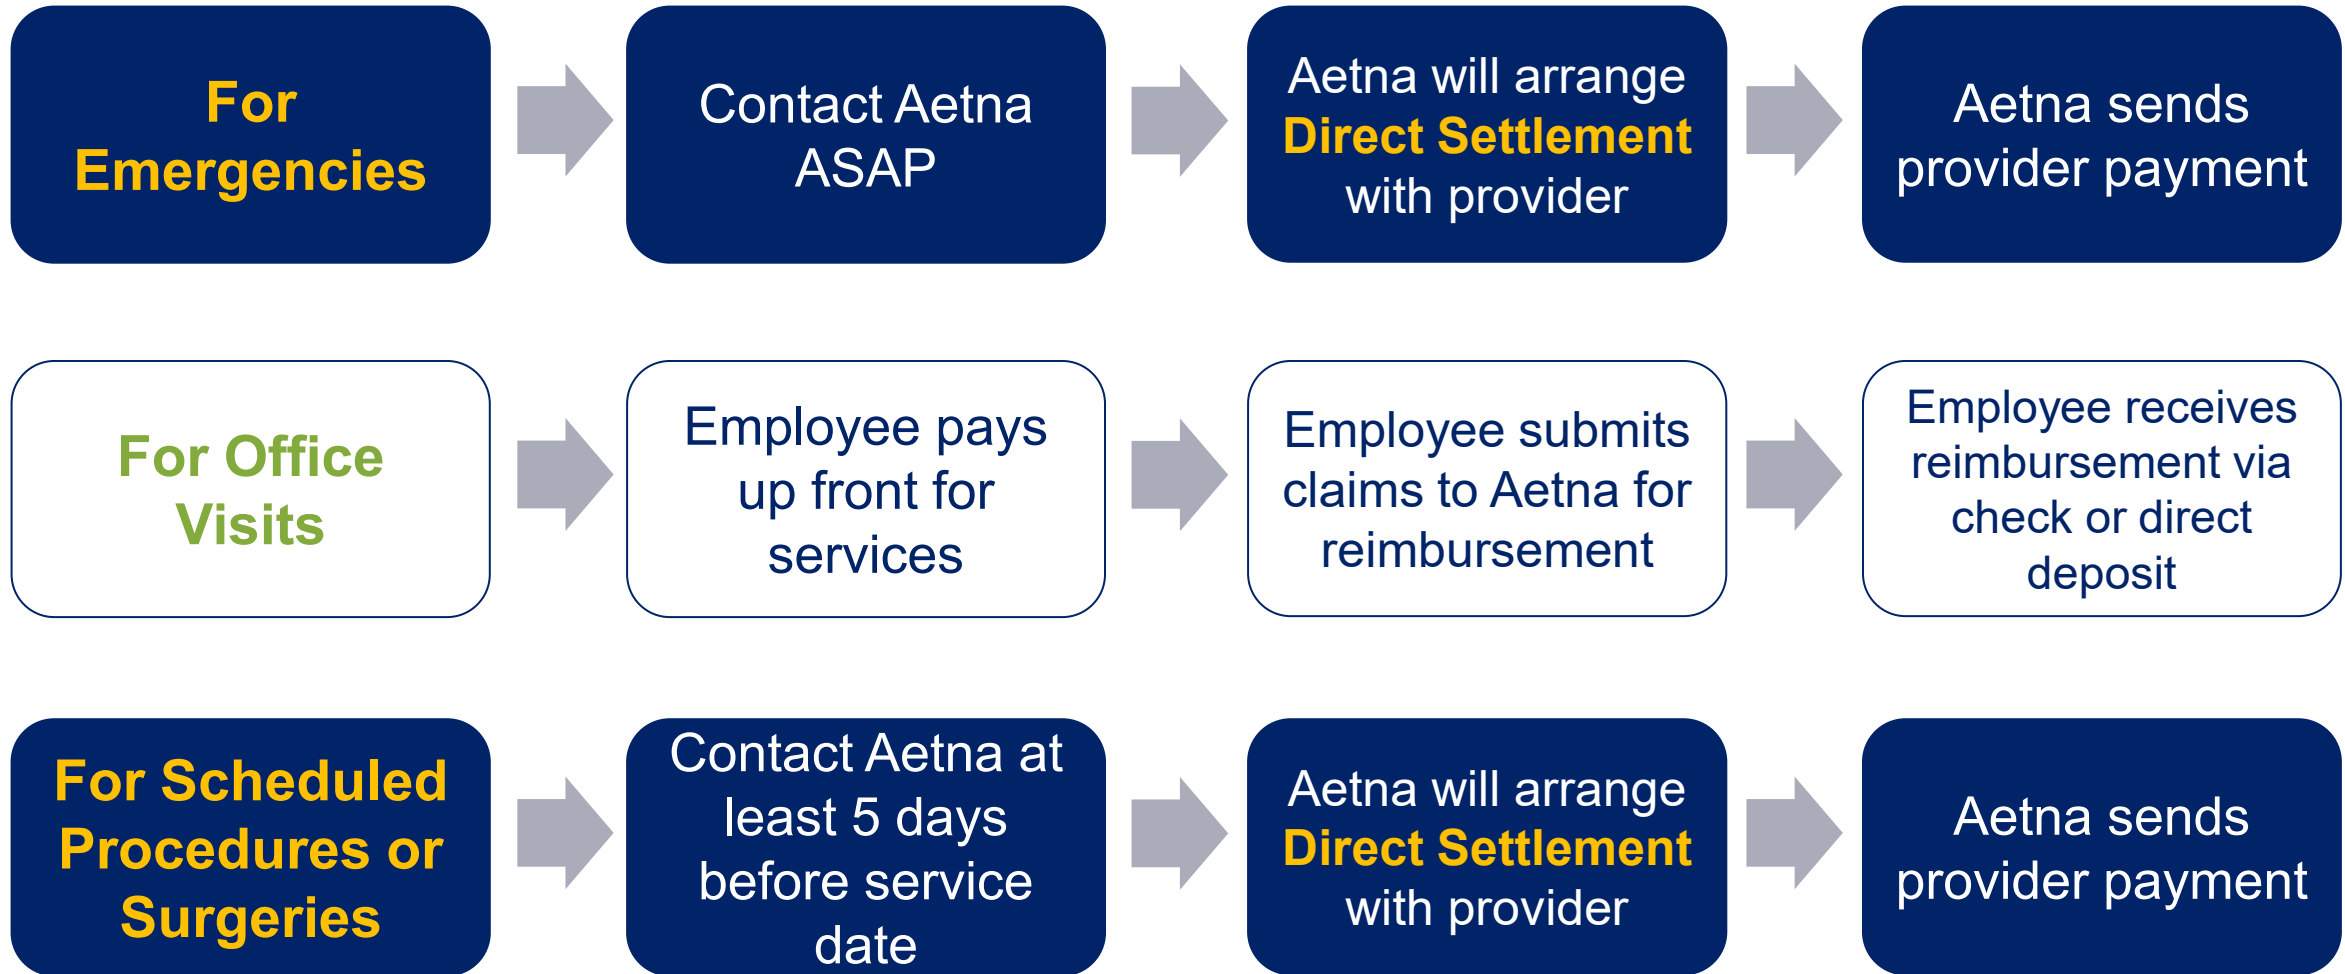 For
Emergencies
Contact Aetna
ASAP
Aetna will arrange
Direct Settlement
with provider
Aetna sends
provider payment
For Office
Visits
Employee pays
up front for
services
Employee submits
claims to Aetna for
reimbursement
Employee receives
reimbursement via
check or direct
deposit
For Scheduled
Procedures or
Surgeries
Contact Aetna at
least 5 days
before service
date
Aetna will arrange
Direct Settlement
with provider
Aetna sends
provider payment